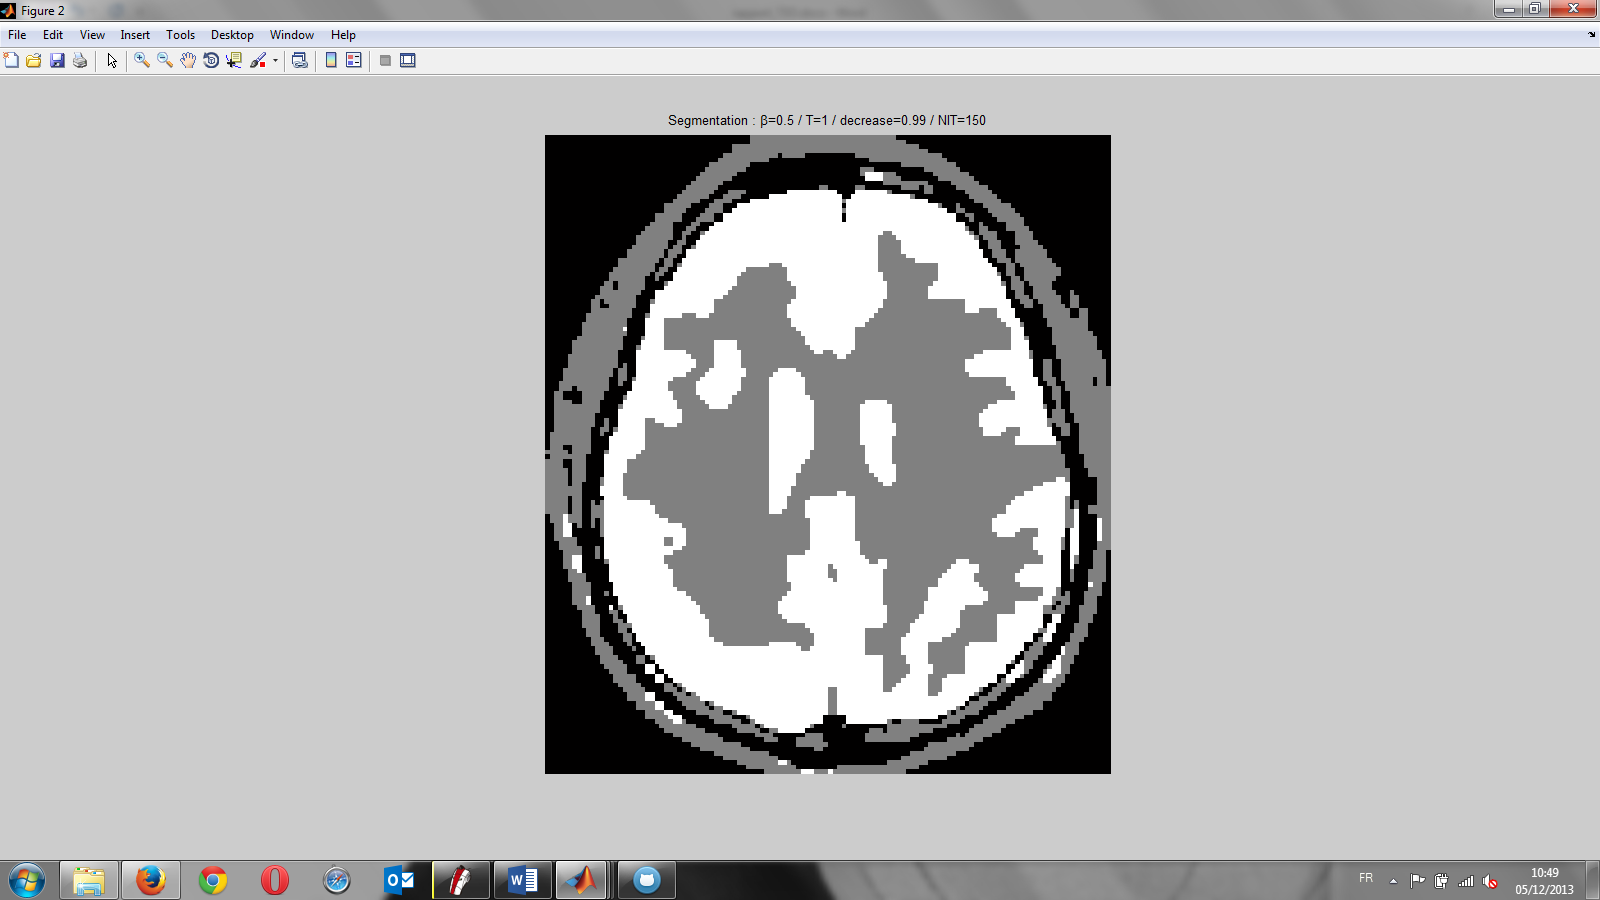 Figure 2
File Edit View Insert Tools Desktop Window Help
Segmentation : β=0.5 / T=1 / decrease=0.99 / NIT=150
FR
10:49
05/12/2013